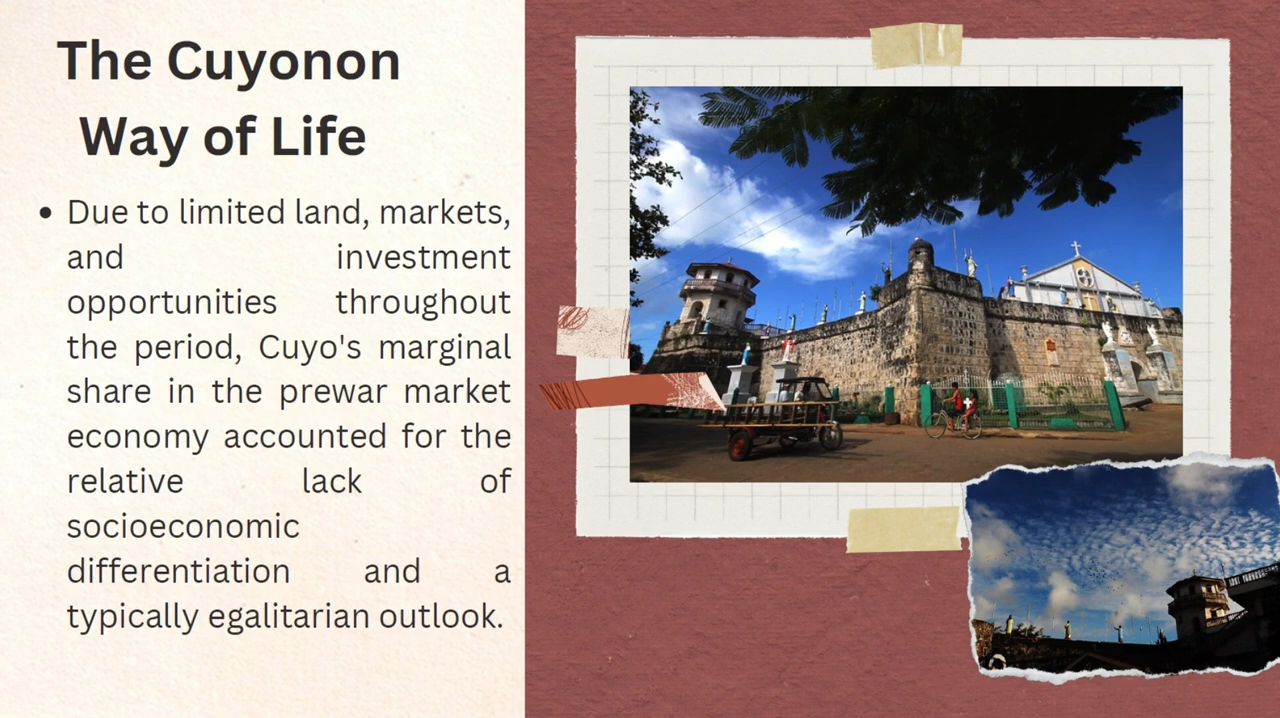 The Cuyonon
Way of Life
• Due to limited land, markets,
and investment
opportunities throughout
the period, Cuyo's marginal
share in the prewar market
economy accounted for the
relative lack of
socioeconomic
differentiation and a
typically egalitarian outlook.